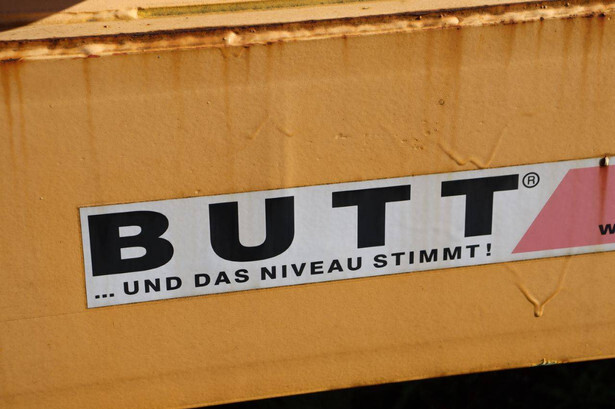 BUTT®
... UND DAS NIVEAU STIMMT!